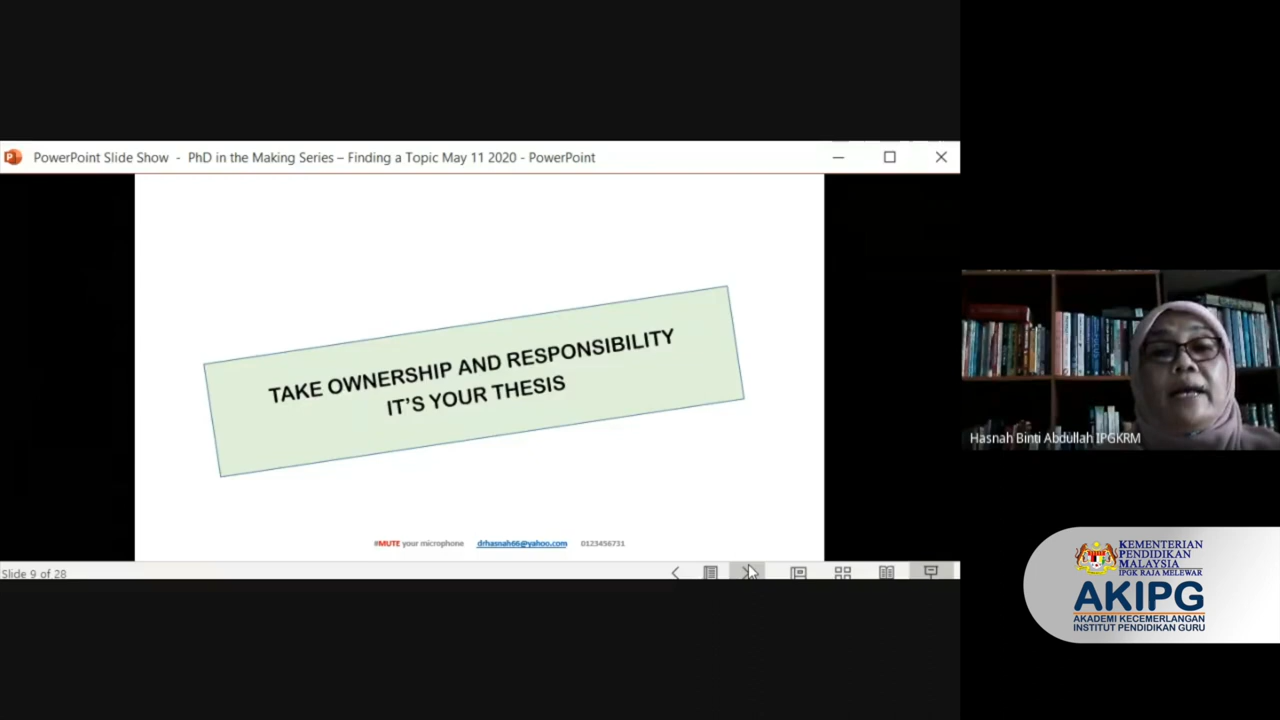 PowerPoint Slide Show - PhD in the Making Series – Finding a Topic May 11 2020 - PowerPoint
TAKE OWNERSHIP AND RESPONSIBILITY
IT'S YOUR THESIS
#MUTE your microphone drhasnah66@yahoo.com 0123456731
Slide 9 of 28
Hasnah Binti Abdullah IPGKRM
KEMENTERIAN
PENDIDIKAN
MALAYSIA
IPGK RAJA MELEWAR
AKIPG
AKADEMI KECEMERLANGAN
INSTITUT PENDIDIKAN GURU